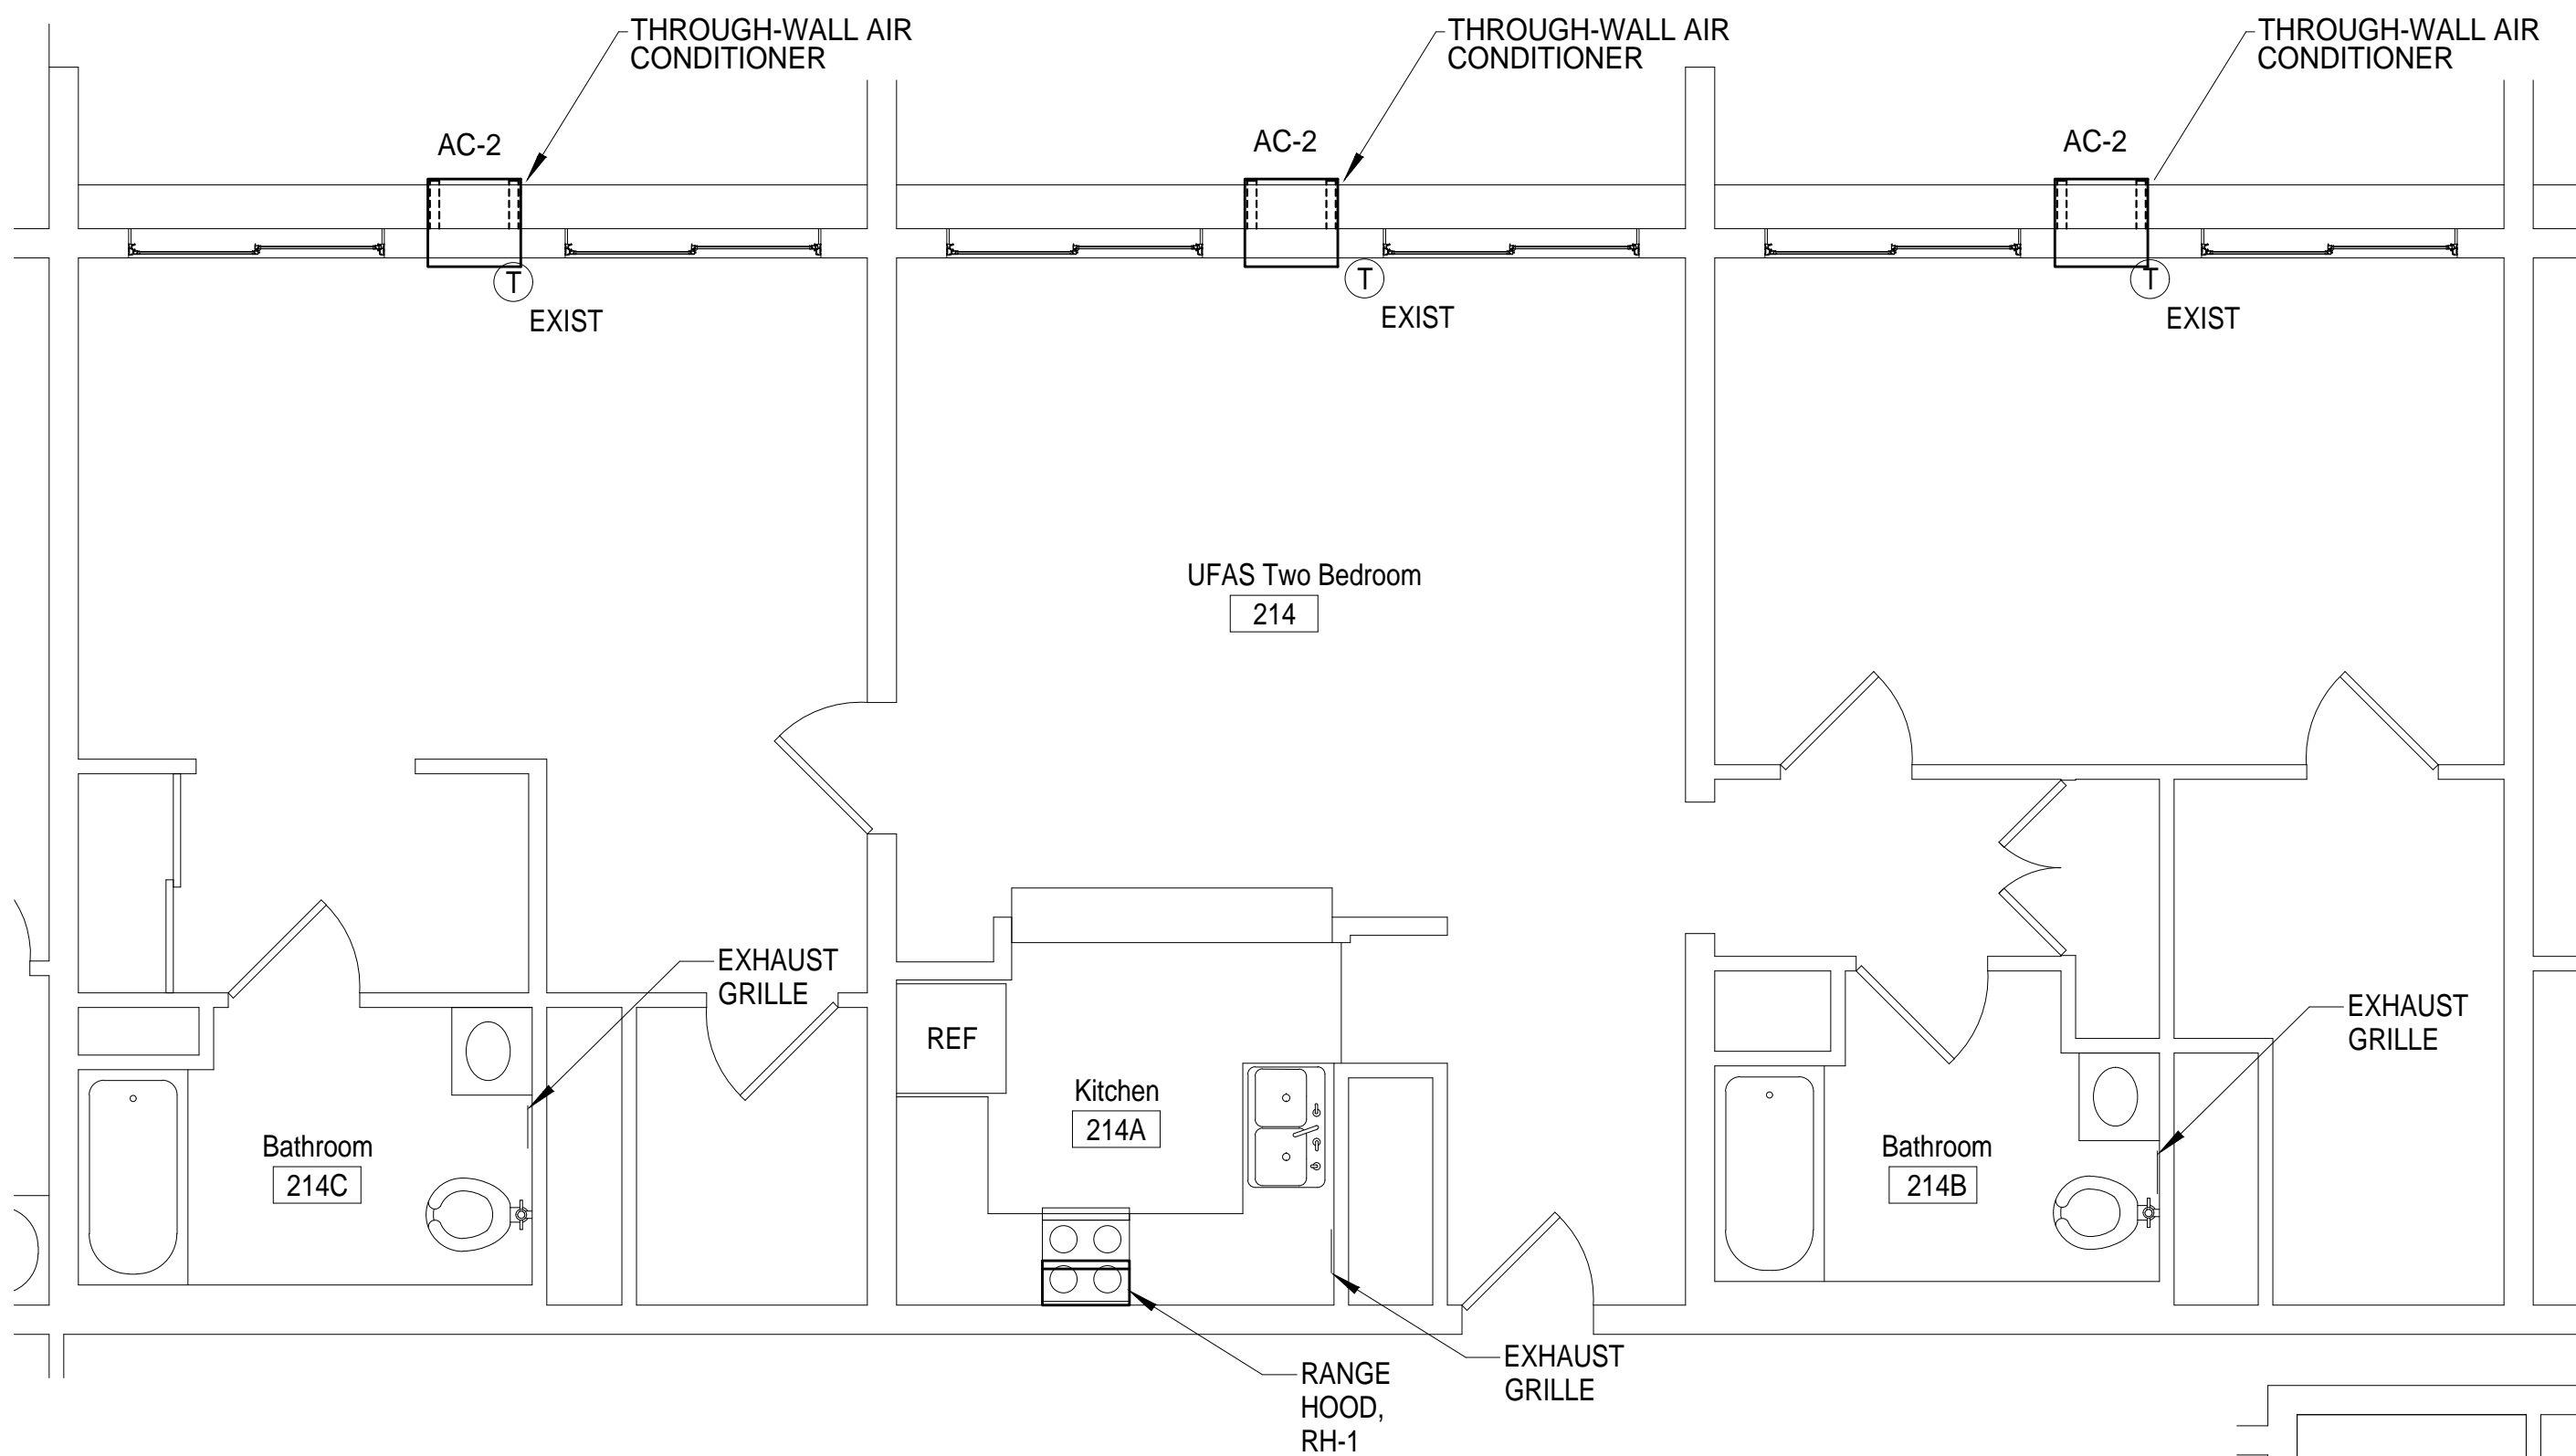 THROUGH-WALL AIR
CONDITIONER
THROUGH-WALL AIR
CONDITIONER
THROUGH-WALL AIR
CONDITIONER
AC-2
AC-2
AC-2
T
T
T
EXIST
EXIST
EXIST
UFAS Two Bedroom
214
EXHAUST
GRILLE
EXHAUST
GRILLE
REF
Kitchen
214A
Bathroom
214C
Bathroom
214B
EXHAUST
GRILLE
RANGE
HOOD,
RH-1